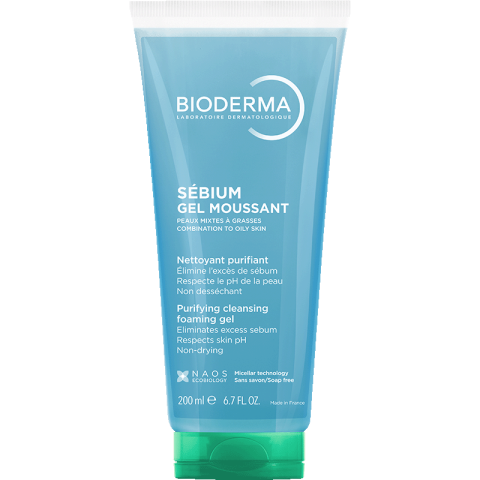 BIODERMA
LABORATOIRE DERMATOLOGIQUE
SÉBIUM
GEL MOUSSANT
PEAUX MIXTES À GRASSES
COMBINATION TO OILY SKIN
Nettoyant purifiant
Élimine l'excès de sébum
Respecte le pH de la peau
Non desséchant
Purifying cleansing
foaming gel
Eliminates excess sebum
Respects skin pH
Non-drying
NAOS
ECOBIOLOGY
Micellar technology
Sans savon/Soap free
200 ml ℮ 6.7 FL. OZ.
Made in France